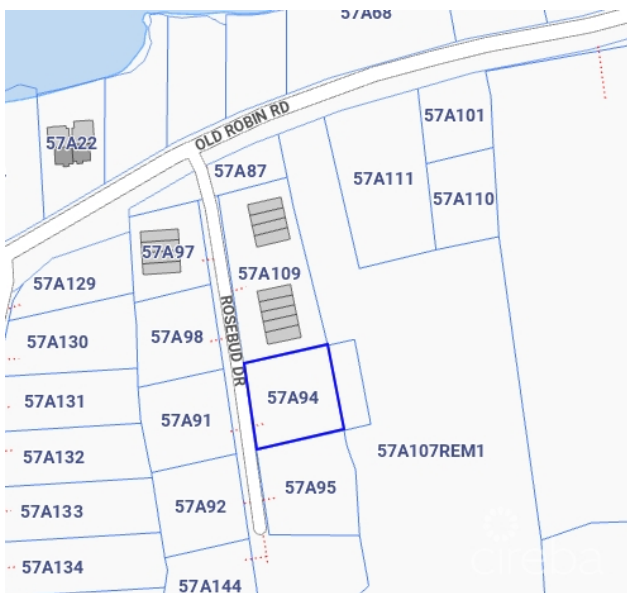 57A68
57A101
OLD ROBIN RD
57A22
57A87
57A111
57A110
57A97
57A109
57A129
ROSEBUD DR
57A130
57A98
57A94
57A131
57A91
57A107REM1
57A132
57A95
57A92
57A133
57A134
57A144
cireba